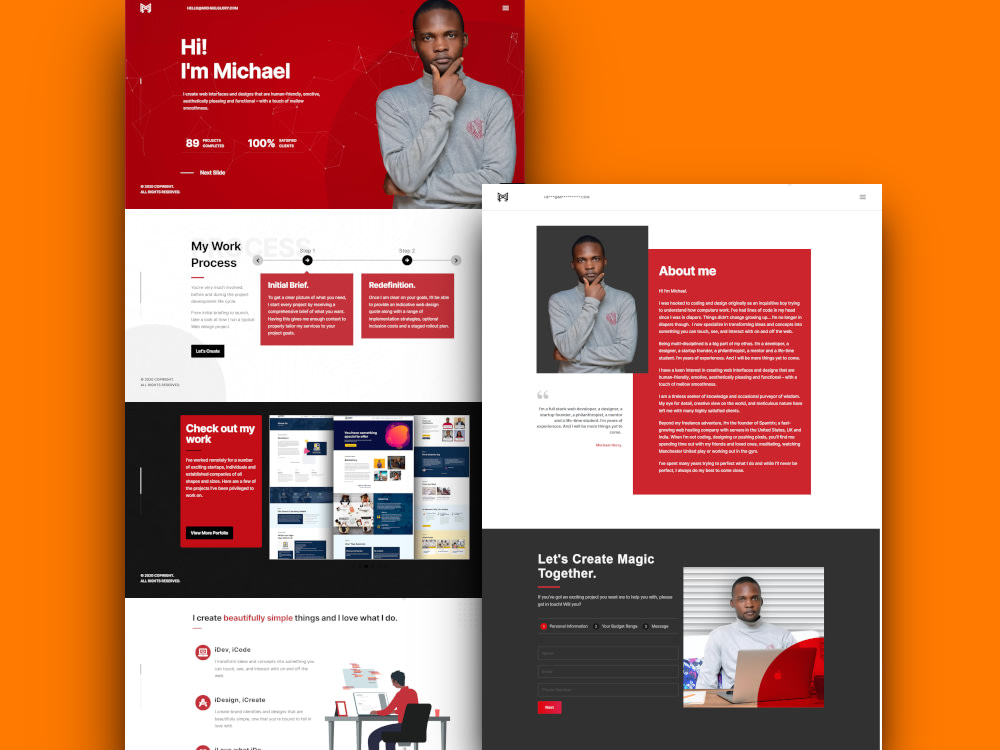 HELLO@MICHAELGLORY.COM
Hi!
I'm Michael
I create web interfaces and designs that are human-friendly, emotive,
aesthetically pleasing and functional – with a touch of mellow
smoothness.
89 PROJECTS COMPLETED
100% SATISFIED CLIENTS
Next Slide
© 2020 COPYRIGHT.
ALL RIGHTS RESERVED.
My Work
Process
You're very much involved,
before and during the project
development life cycle.
From initial briefing to launch,
take a look at how I run a typical
Web design project.
Let's Create
© 2020 COPYRIGHT.
ALL RIGHTS RESERVED.
Step 1
Step 2
Initial Brief.
To get a clear picture of what you need,
I start every project by receiving a
comprehensive brief of what you want.
Having this gives me enough context to
properly tailor my services to your
project goals.
Redefinition.
Once I am clear on your goals, I'll be able
to provide an indicative web design
quote along with a range of
implementation strategies, optional
inclusive costs and a staged rollout plan.
Check out my
work
I've worked remotely for a number
of exciting startups, individuals and
established companies of all
shapes and sizes. Here are a few of
the projects I've been privileged to
work on.
View More Portfolio
© 2020 COPYRIGHT.
ALL RIGHTS RESERVED.
I create beautifully simple things and I love what I do.
iDev, iCode
I transform ideas and concepts into something you
can touch, see, and interact with on and off the
web.
iDesign, iCreate
I create brand identities and designs that are
beautifully simple, one that you're bound to fall in
love with.
About me
Hi I'm Michael.
I was hooked to coding and design originally as an inquisitive boy trying
to understand how computers work. I've had lines of code in my head
since I was in diapers. Things didn't change growing up... I'm no longer in
diapers though. I now specialize in transforming ideas and concepts into
something you can touch, see, and interact with on and off the web.
Being multi-disciplined is a big part of my ethos. I'm a developer, a
designer, a startup founder, a philanthropist, a mentor and a life-time
student. I'm years of experiences. And I will be more things yet to come.
I have a keen interest in creating web interfaces and designs that are
human-friendly, emotive, aesthetically pleasing and functional – with a
touch of mellow smoothness.
I am a tireless seeker of knowledge and occasional purveyor of wisdom.
My eye for detail, creative view on the world, and meticulous nature have
left me with many highly satisfied clients.
Beyond my freelance adventure, I'm the founder of Spantrix; a fast-
growing web hosting company with servers in the United States, UK and
India. When I'm not coding, designing or pushing pixels, you'll find me
spending time out with my friends and loved ones, meditating, watching
Manchester United play or working out in the gym.
I've spent many years trying to perfect what I do and while I'll never be
perfect, I always do my best to come close.
I'm a full stack web developer, a designer, a
startup founder, a philanthropist, a mentor
and a life-time student. I'm years of
experiences. And I will be more things yet to
come.
Michael Glory.
Let's Create Magic
Together.
If you've got an exciting project you want me to help you with, please
get in touch! Will you?
1 Personal Information 2 Your Budget Range 3 Message
Name
Email
Phone Number
Next